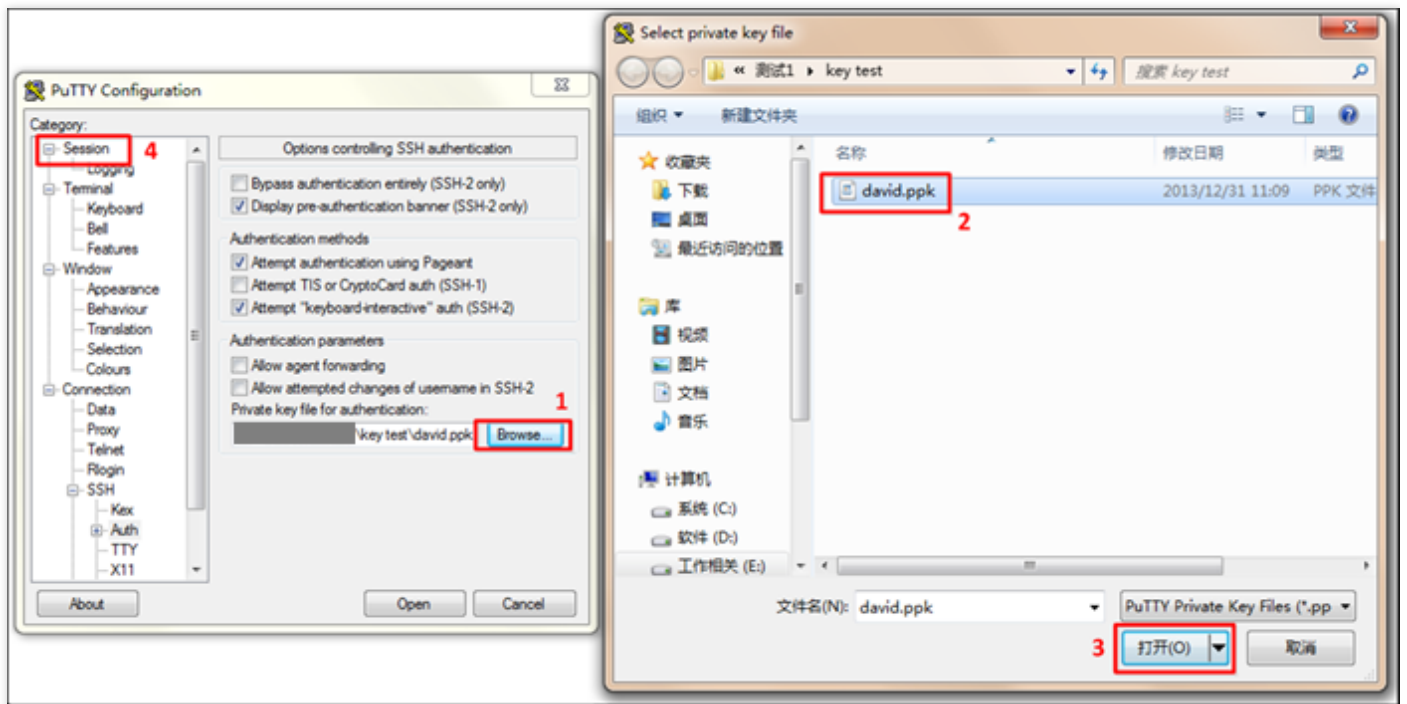 PuTTY Configuration
Category:
Session
4
Logging
Terminal
Keyboard
Bell
Features
Window
Appearance
Behaviour
Translation
Selection
Colours
Connection
Data
Proxy
Telnet
Rlogin
SSH
Kex
Auth
TTY
X11
Options controlling SSH authentication
Bypass authentication entirely (SSH-2 only)
Display pre-authentication banner (SSH-2 only)
Authentication methods
Attempt authentication using Pageant
Attempt TIS or CryptoCard auth (SSH-1)
Attempt "keyboard-interactive" auth (SSH-2)
Authentication parameters
Allow agent forwarding
Allow attempted changes of username in SSH-2
Private key file for authentication:
1
\key test\david.ppk
Browse...
About
Open
Cancel
Select private key file
« 测试1 key test
搜索 key test
组织 新建文件夹
名称 修改日期 类型
收藏夹
下载
桌面
最近访问的位置
库
视频
图片
文档
音乐
计算机
系统 (C:)
软件 (D:)
工作相关 (E:)
david.ppk 2013/12/31 11:09 PPK 文件
2
文件名(N): david.ppk
PuTTY Private Key Files (*.pp
3
打开(O)
取消